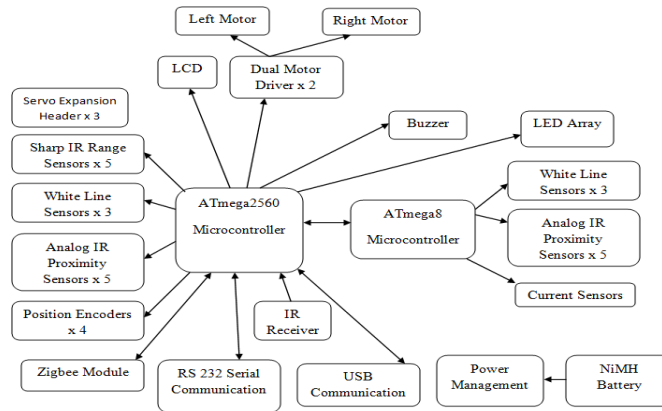 Left Motor
Right Motor
LCD
Dual Motor
Driver x 2
Servo Expansion
Header x 3
Buzzer
LED Array
Sharp IR Range
Sensors x 5
White Line
Sensors x 3
ATmega2560
Microcontroller
ATmega8
Microcontroller
White Line
Sensors x 3
Analog IR
Proximity
Sensors x 5
Analog IR
Proximity
Sensors x 5
Current Sensors
Position Encoders
x 4
IR
Receiver
Zigbee Module
RS 232 Serial
Communication
USB
Communication
Power
Management
NiMH
Battery